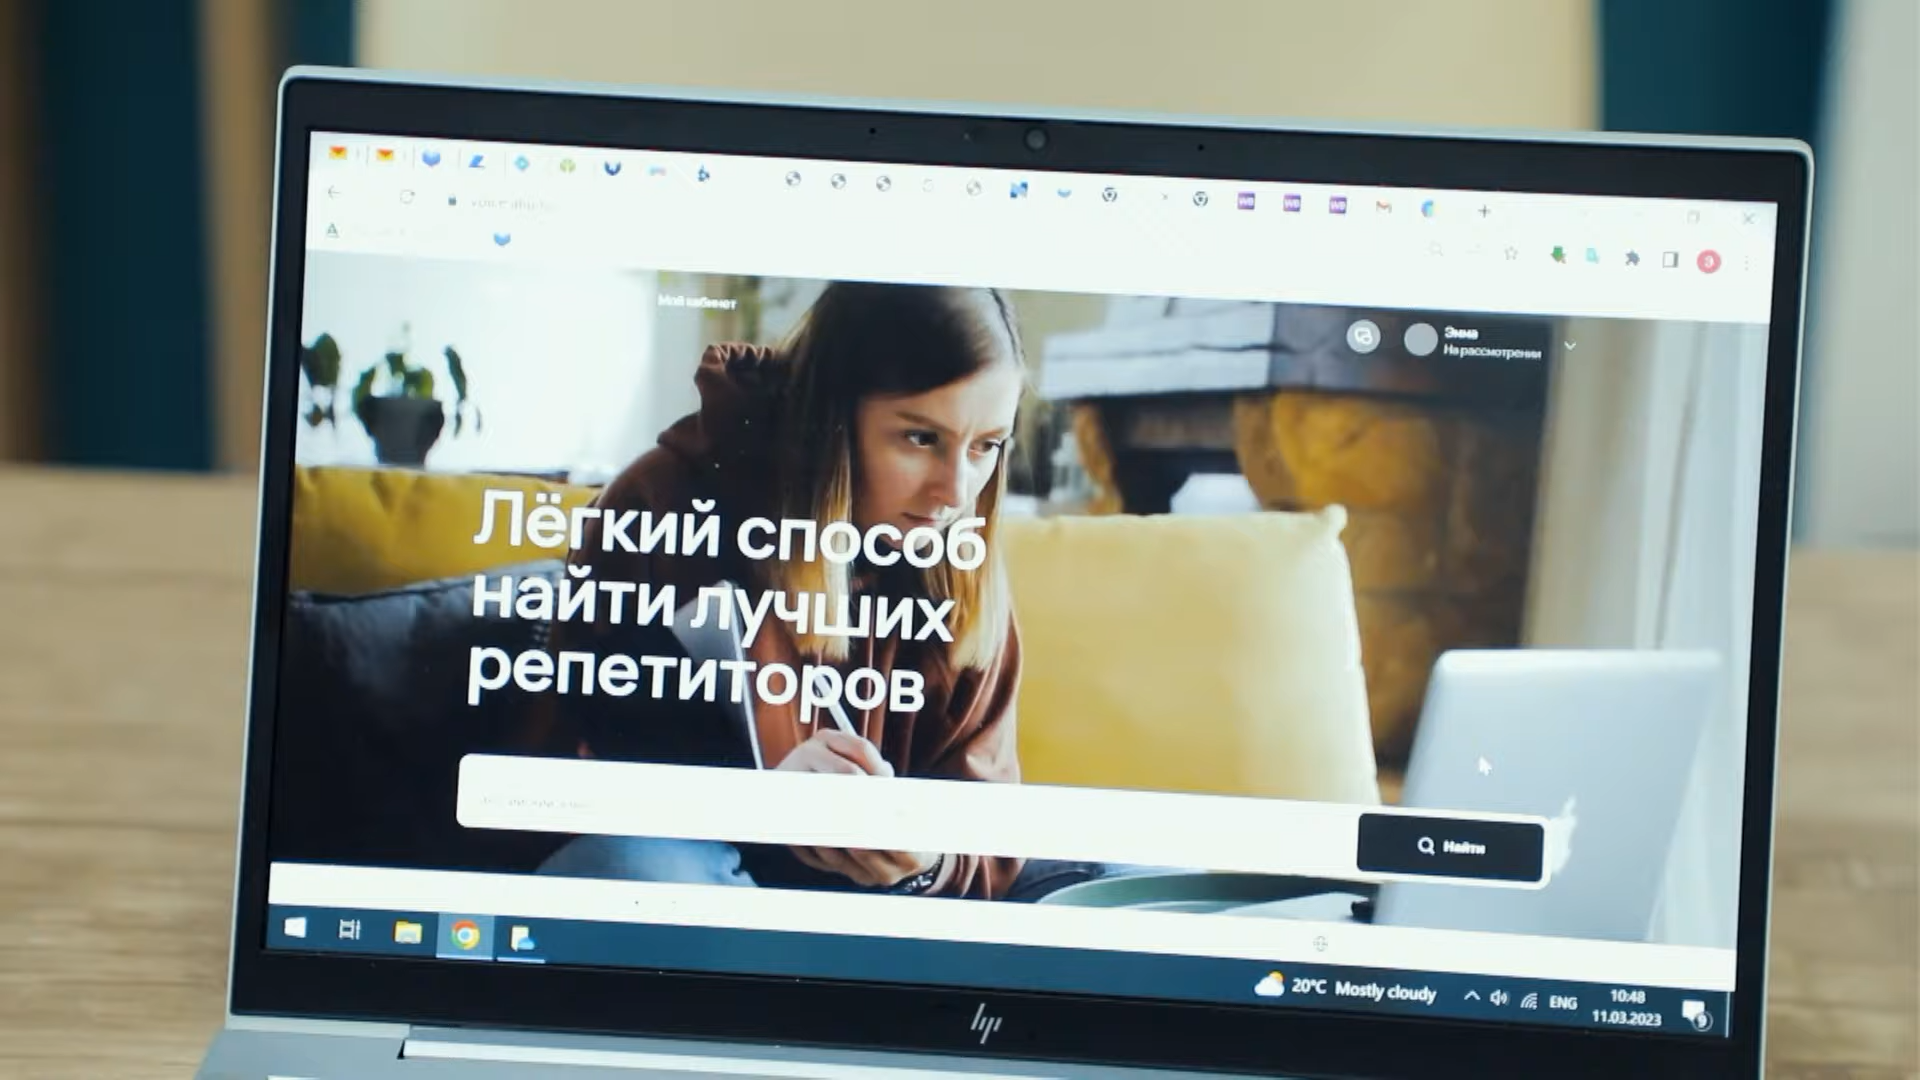 Мой кабинет
Эмма
На рассмотрении
Лёгкий способ
найти лучших
репетиторов
Найти
20°C Mostly cloudy
ENG
10:48
11.03.2023
9
hp